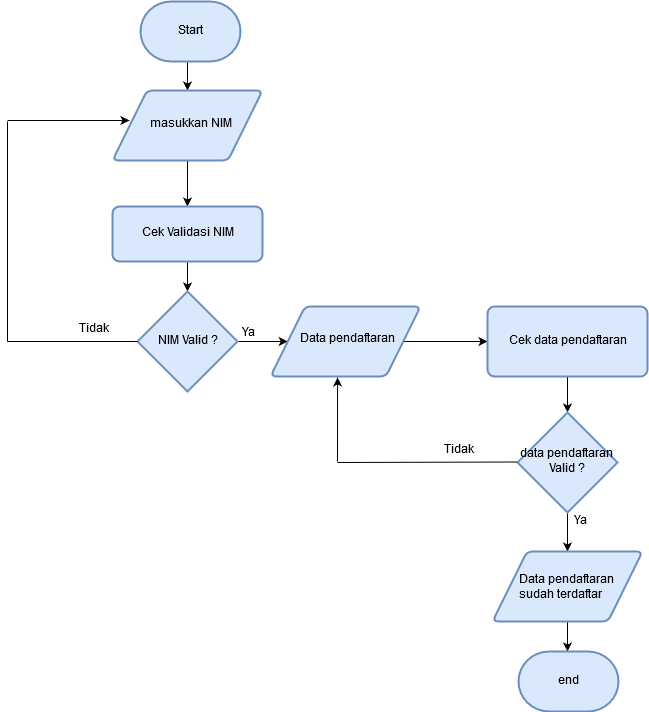 Start
masukkan NIM
Cek Validasi NIM
NIM Valid ?
Tidak
Ya
Data pendaftaran
Cek data pendaftaran
data pendaftaran
Valid ?
Tidak
Ya
Data pendaftaran
sudah terdaftar
end